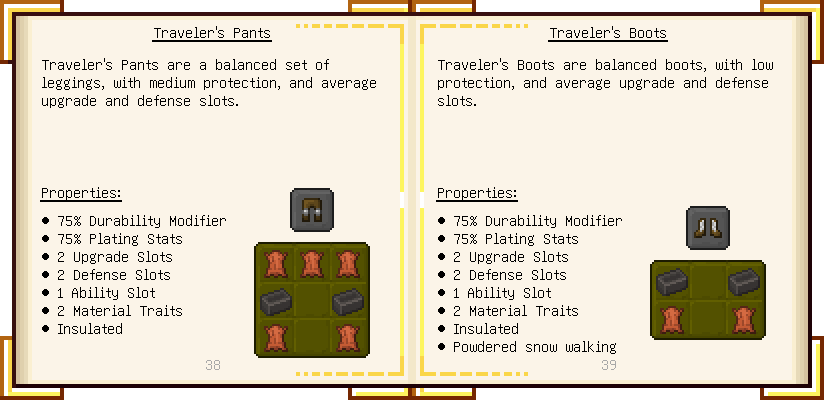 Traveler's Pants
Traveler's Pants are a balanced set of
leggings, with medium protection, and average
upgrade and defense slots.
Properties:
● 75% Durability Modifier
● 75% Plating Stats
● 2 Upgrade Slots
● 2 Defense Slots
● 1 Ability Slot
● 2 Material Traits
● Insulated
38
Traveler's Boots
Traveler's Boots are balanced boots, with low
protection, and average upgrade and defense
slots.
Properties:
● 75% Durability Modifier
● 75% Plating Stats
● 2 Upgrade Slots
● 2 Defense Slots
● 1 Ability Slot
● 2 Material Traits
● Insulated
● Powdered snow walking
39